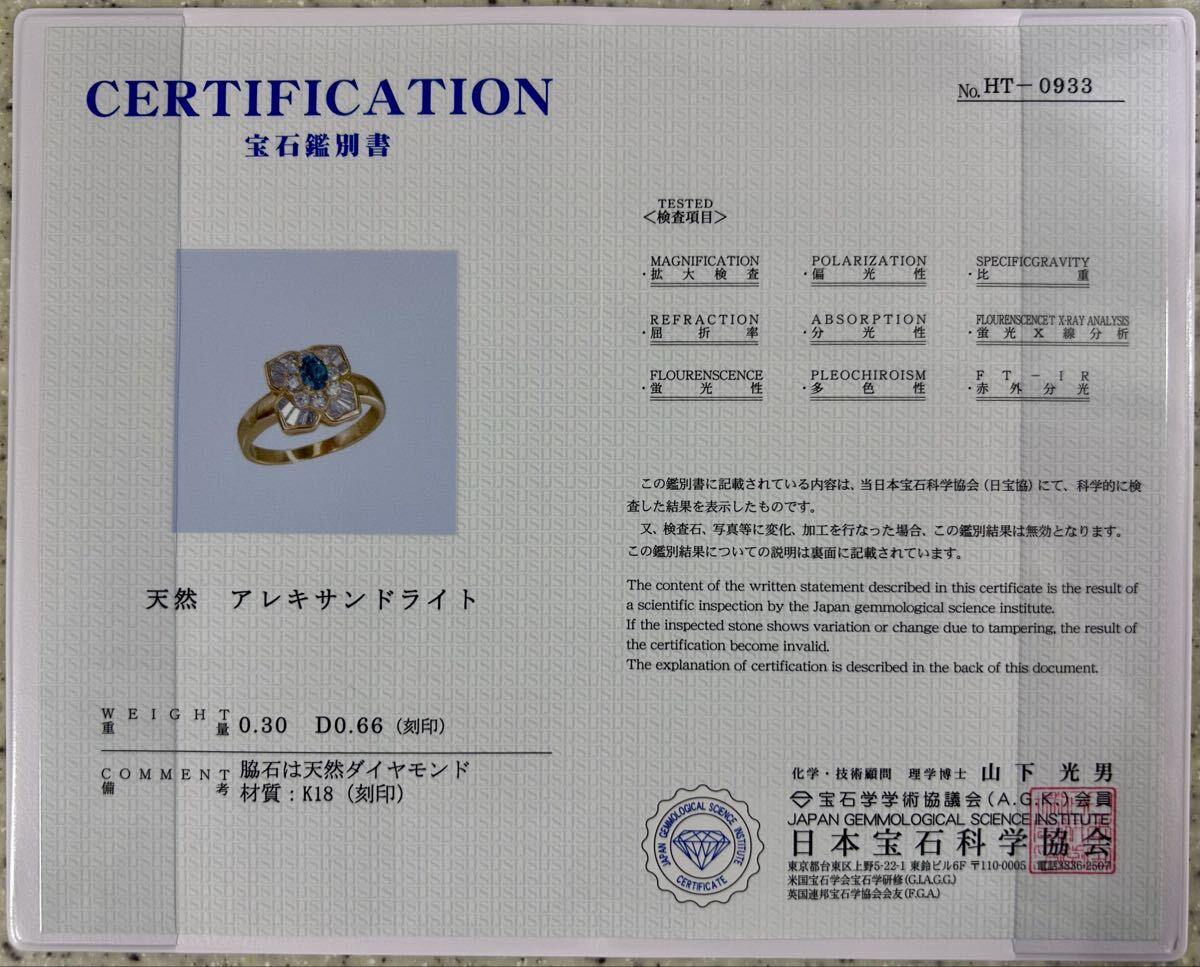 CERTIFICATION
宝石鑑別書
No. HT-0933
TESTED
<検査項目>
MAGNIFICATION
・拡大検査
POLARIZATION
・偏光性
SPECIFICGRAVITY
・比重
REFRACTION
・屈折率
ABSORPTION
・分光性
FLOURENSCENCET X-RAY ANALYSIS
・蛍光X線分析
FLOURENSCENCE
・蛍光性
PLEOCHIROISM
・多色性
FT-IR
・赤外分光
この鑑別書に記載されている内容は、当日本宝石科学協会(日宝協)にて、科学的に検
査した結果を表示したものです。
又、検査石、写真等に変化、加工を行なった場合、この鑑別結果は無効となります。
この鑑別結果についての説明は裏面に記載されています。
The content of the written statement described in this certificate is the result of
a scientific inspection by the Japan gemmological science institute.
If the inspected stone shows variation or change due to tampering, the result of
the certification become invalid.
The explanation of certification is described in the back of this document.
天然 アレキサンドライト
WEIGHT
重量 0.30 D0.66 (刻印)
COMMENT 脇石は天然ダイヤモンド
備考 材質:K18 (刻印)
JAPAN GEMMOLOGICAL SCIENCE INSTITUTE
CERTIFICATE
化学・技術顧問 理学博士 山下光男
宝石学学術協議会(A.G.K.)会員
JAPAN GEMMOLOGICAL SCIENCE INSTITUTE
日本宝石科学協会
東京都台東区上野5-22-1 東鈴ビル6F 〒110-0005 電話3836-2507
米国宝石学会宝石学研修(G.I.A.G.G.)
英国連邦宝石学協会会友(F.G.A.)